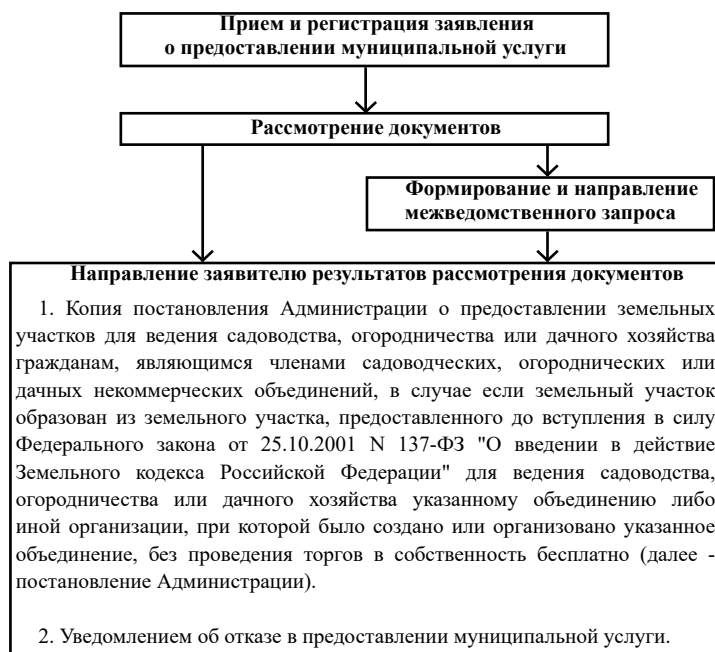 Прием и регистрация заявления
о предоставлении муниципальной услуги
Рассмотрение документов
Формирование и направление
межведомственного запроса
Направление заявителю результатов рассмотрения документов
1. Копия постановления Администрации о предоставлении земельных
участков для ведения садоводства, огородничества или дачного хозяйства
гражданам, являющимся членами садоводческих, огороднических или
дачных некоммерческих объединений, в случае если земельный участок
образован из земельного участка, предоставленного до вступления в силу
Федерального закона от 25.10.2001 N 137-ФЗ "О введении в действие
Земельного кодекса Российской Федерации" для ведения садоводства,
огородничества или дачного хозяйства указанному объединению либо
иной организации, при которой было создано или организовано указанное
объединение, без проведения торгов в собственность бесплатно (далее -
постановление Администрации).
2. Уведомлением об отказе в предоставлении муниципальной услуги.